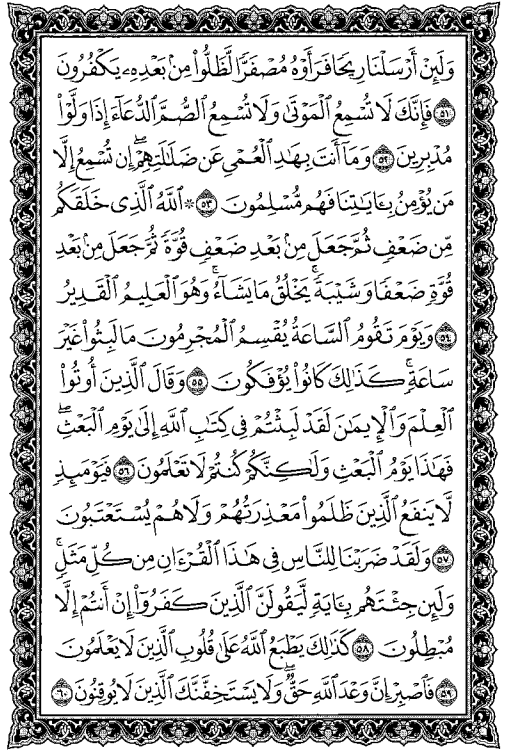 وَلَئِنْ أَرْسَلْنَا رِيحًا فَرَأَوْهُ مُصْفَرًّا لَّظَلُّوا۟ مِنۢ بَعْدِهِۦ يَكْفُرُونَ
۝٥١ فَإِنَّكَ لَا تُسْمِعُ ٱلْمَوْتَىٰ وَلَا تُسْمِعُ ٱلصُّمَّ ٱلدُّعَآءَ إِذَا وَلَّوْا۟
مُدْبِرِينَ ۝٥٢ وَمَآ أَنتَ بِهَٰدِ ٱلْعُمْىِ عَن ضَلَٰلَتِهِمْ ۖ إِن تُسْمِعُ إِلَّا
مَن يُؤْمِنُ بِـَٔايَٰتِنَا فَهُم مُّسْلِمُونَ ۝٥٣ ۞ ٱللَّهُ ٱلَّذِى خَلَقَكُم
مِّن ضَعْفٍ ثُمَّ جَعَلَ مِنۢ بَعْدِ ضَعْفٍ قُوَّةً ثُمَّ جَعَلَ مِنۢ بَعْدِ
قُوَّةٍ ضَعْفًا وَشَيْبَةً ۚ يَخْلُقُ مَا يَشَآءُ ۖ وَهُوَ ٱلْعَلِيمُ ٱلْقَدِيرُ
۝٥٤ وَيَوْمَ تَقُومُ ٱلسَّاعَةُ يُقْسِمُ ٱلْمُجْرِمُونَ مَا لَبِثُوا۟ غَيْرَ
سَاعَةٍ ۚ كَذَٰلِكَ كَانُوا۟ يُؤْفَكُونَ ۝٥٥ وَقَالَ ٱلَّذِينَ أُوتُوا۟
ٱلْعِلْمَ وَٱلْإِيمَٰنَ لَقَدْ لَبِثْتُمْ فِى كِتَٰبِ ٱللَّهِ إِلَىٰ يَوْمِ ٱلْبَعْثِ ۖ
فَهَٰذَا يَوْمُ ٱلْبَعْثِ وَلَٰكِنَّكُمْ كُنتُمْ لَا تَعْلَمُونَ ۝٥٦ فَيَوْمَئِذٍ
لَّا يَنفَعُ ٱلَّذِينَ ظَلَمُوا۟ مَعْذِرَتُهُمْ وَلَا هُمْ يُسْتَعْتَبُونَ
۝٥٧ وَلَقَدْ ضَرَبْنَا لِلنَّاسِ فِى هَٰذَا ٱلْقُرْءَانِ مِن كُلِّ مَثَلٍ ۚ
وَلَئِن جِئْتَهُم بِـَٔايَةٍ لَّيَقُولَنَّ ٱلَّذِينَ كَفَرُوٓا۟ إِنْ أَنتُمْ إِلَّا
مُبْطِلُونَ ۝٥٨ كَذَٰلِكَ يَطْبَعُ ٱللَّهُ عَلَىٰ قُلُوبِ ٱلَّذِينَ لَا يَعْلَمُونَ
۝٥٩ فَٱصْبِرْ إِنَّ وَعْدَ ٱللَّهِ حَقٌّ ۖ وَلَا يَسْتَخِفَّنَّكَ ٱلَّذِينَ لَا يُوقِنُونَ ۝٦٠